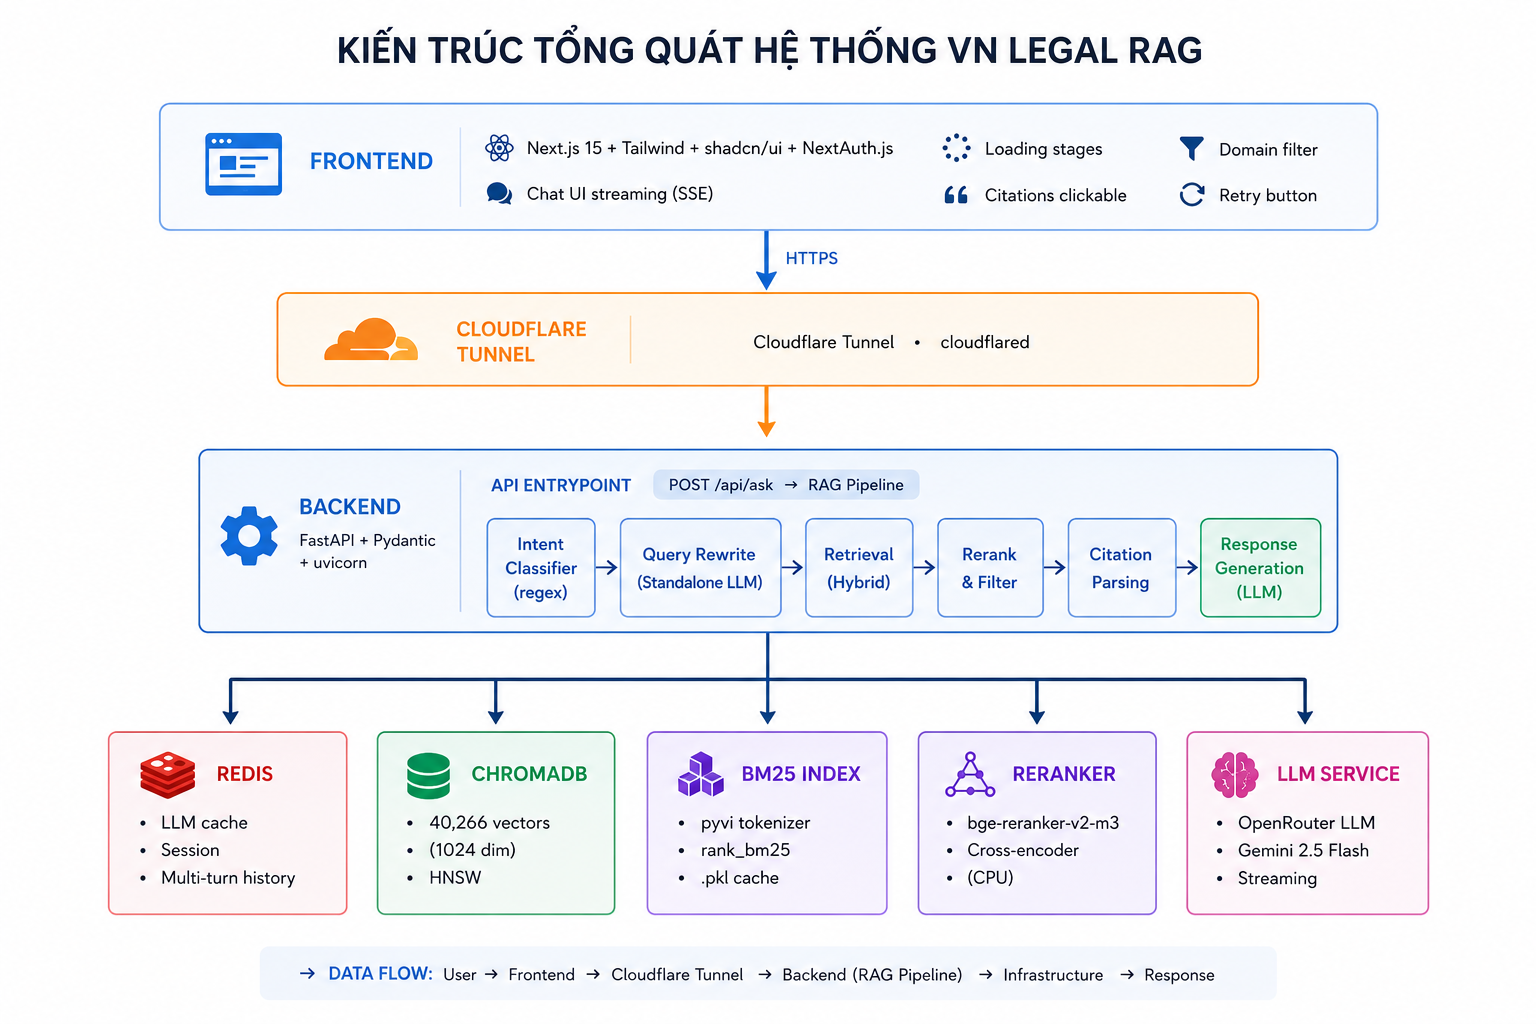 KIẾN TRÚC TỔNG QUÁT HỆ THỐNG VN LEGAL RAG
FRONTEND
Next.js 15 + Tailwind + shadcn/ui + NextAuth.js
Chat UI streaming (SSE)
Loading stages
Citations clickable
Domain filter
Retry button
HTTPS
CLOUDFLARE
TUNNEL
Cloudflare Tunnel • cloudflared
BACKEND
FastAPI + Pydantic
+ uvicorn
API ENTRYPOINT
POST /api/ask → RAG Pipeline
Intent
Classifier
(regex)
Query Rewrite
(Standalone LLM)
Retrieval
(Hybrid)
Rerank
& Filter
Citation
Parsing
Response
Generation
(LLM)
REDIS
• LLM cache
• Session
• Multi-turn history
CHROMADB
• 40,266 vectors
• (1024 dim)
• HNSW
BM25 INDEX
• pyvi tokenizer
• rank_bm25
• .pkl cache
RERANKER
• bge-reranker-v2-m3
• Cross-encoder
• (CPU)
LLM SERVICE
• OpenRouter LLM
• Gemini 2.5 Flash
• Streaming
→ DATA FLOW: User → Frontend → Cloudflare Tunnel → Backend (RAG Pipeline) → Infrastructure → Response